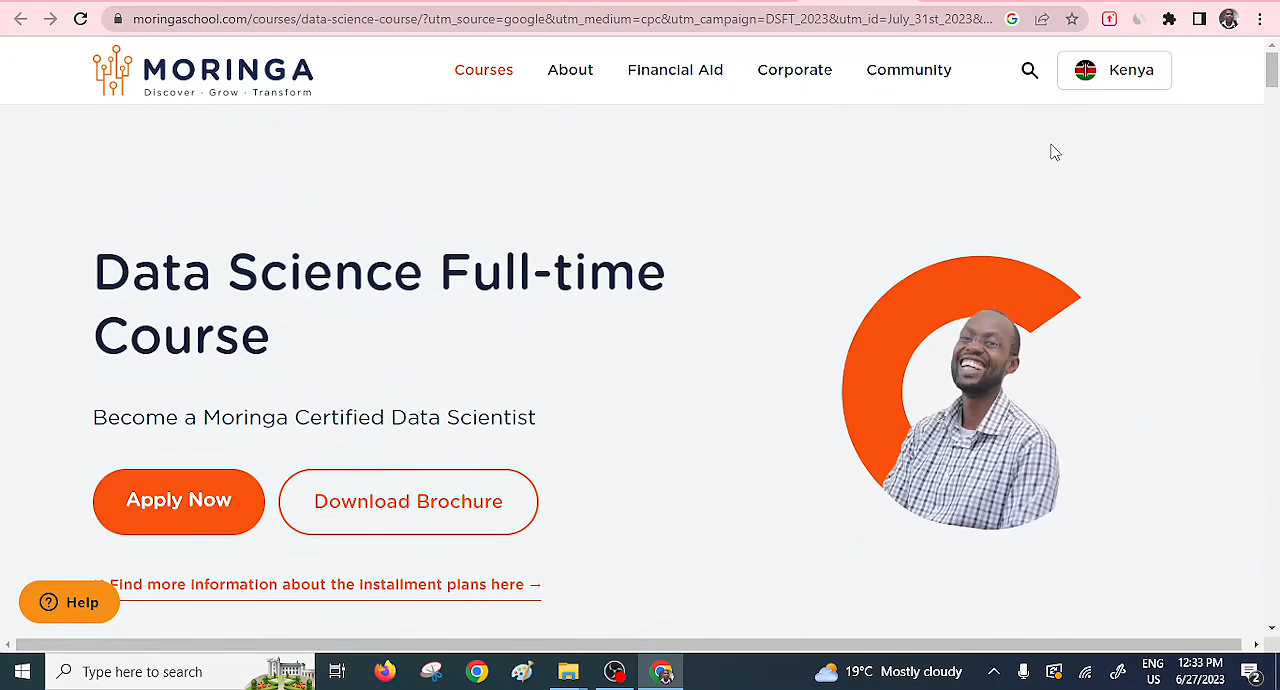 moringaschool.com/courses/data-science-course/?utm_source=google&utm_medium=cpc&utm_campaign=DSFT_2023&utm_id=July_31st_2023&...
MORINGA
Discover · Grow · Transform
Courses
About
Financial Aid
Corporate
Community
Kenya
Data Science Full-time
Course
Become a Moringa Certified Data Scientist
Apply Now
Download Brochure
Find more information about the installment plans here →
Help
Type here to search
19°C Mostly cloudy
ENG
US
12:33 PM
6/27/2023
2